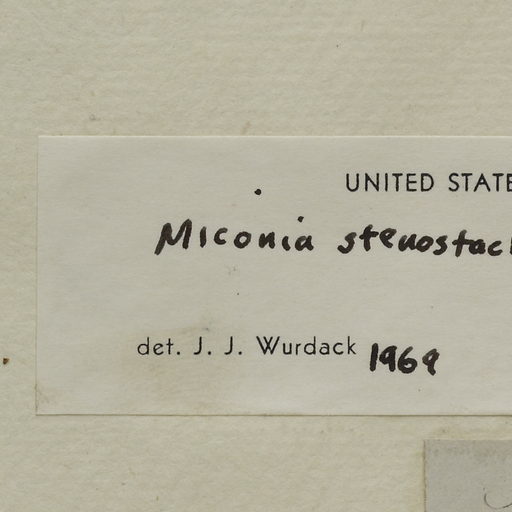 UNITED STATE
Miconia stenostac
det. J. J. Wurdack 1969